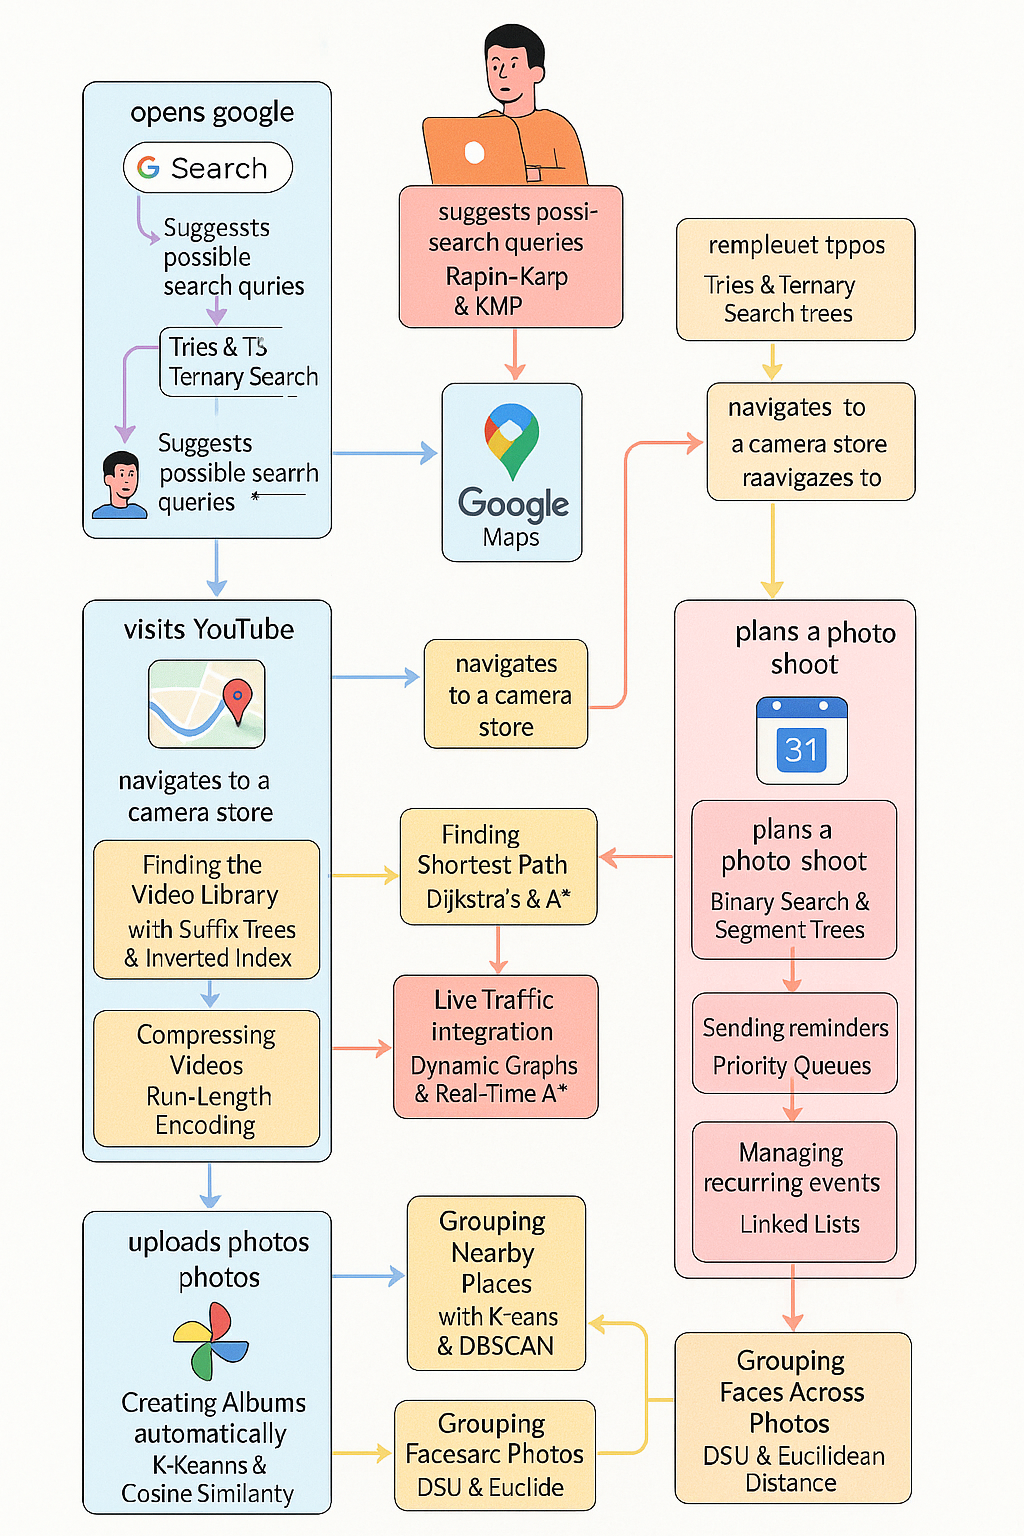 opens google
G Search
Suggessts
possible
search quries
Tries & TS
Ternary Search
Suggests
possible searrh
queries *
suggests possi-
search queries
Rapin-Karp
& KMP
Google
Maps
rempleuet tppos
Tries & Ternary
Search trees
navigates to
a camera store
raavigazes to
visits YouTube
navigates to a
camera store
Finding the
Video Library
with Suffix Trees
& Inverted Index
Compressing
Videos
Run-Length
Encoding
navigates
to a camera
store
Finding
Shortest Path
Dijkstra's & A*
Live Traffic
integration
Dynamic Graphs
& Real-Time A*
plans a photo
shoot
31
plans a
photo shoot
Binary Search &
Segment Trees
Sending reminders
Priority Queues
Managing
recurring events
Linked Lists
uploads photos
photos
Creating Albums
automatically
K-Keanns &
Cosine Similanty
Grouping
Nearby
Places
with K-eans
& DBSCAN
Grouping
Facesarc Photos
DSU & Euclide
Grouping
Faces Across
Photos
DSU & Eucilidean
Distance